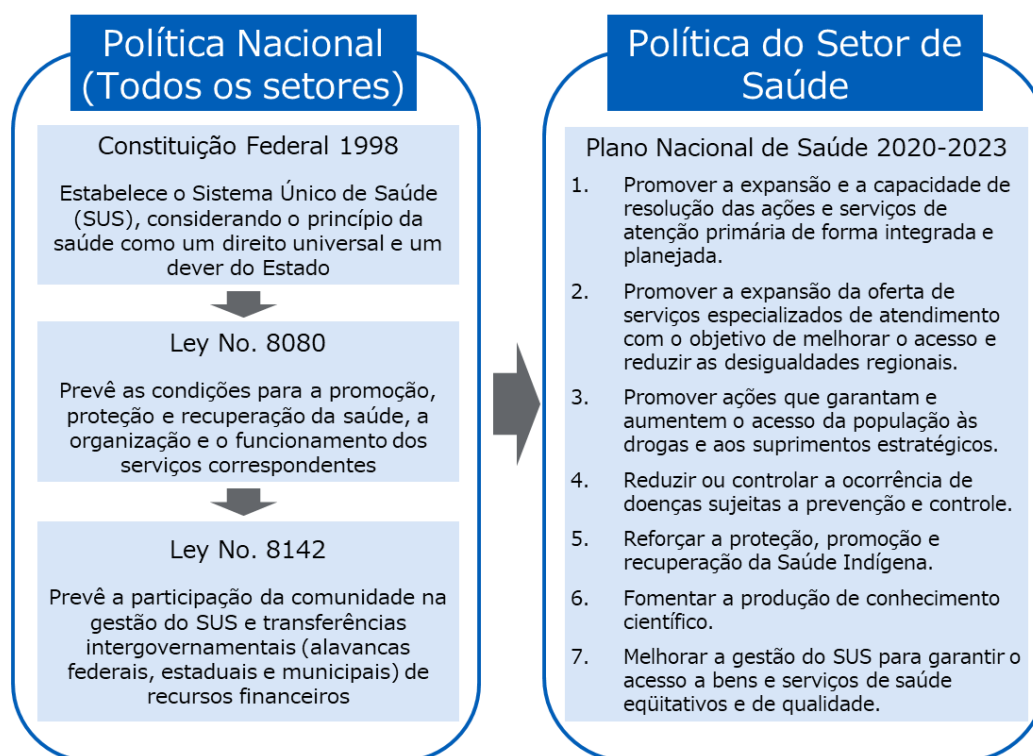 Política Nacional
(Todos os setores)
Constituição Federal 1998
Estabelece o Sistema Único de Saúde
(SUS), considerando o princípio da
saúde como um direito universal e um
dever do Estado
Ley No. 8080
Prevê as condições para a promoção,
proteção e recuperação da saúde, a
organização e o funcionamento dos
serviços correspondentes
Ley No. 8142
Prevê a participação da comunidade na
gestão do SUS e transferências
intergovernamentais (alavancas
federais, estaduais e municipais) de
recursos financeiros
Política do Setor de
Saúde
Plano Nacional de Saúde 2020-2023
1. Promover a expansão e a capacidade de
resolução das ações e serviços de
atenção primária de forma integrada e
planejada.
2. Promover a expansão da oferta de
serviços especializados de atendimento
com o objetivo de melhorar o acesso e
reduzir as desigualdades regionais.
3. Promover ações que garantam e
aumentem o acesso da população às
drogas e aos suprimentos estratégicos.
4. Reduzir ou controlar a ocorrência de
doenças sujeitas a prevenção e controle.
5. Reforçar a proteção, promoção e
recuperação da Saúde Indígena.
6. Fomentar a produção de conhecimento
científico.
7. Melhorar a gestão do SUS para garantir o
acesso a bens e serviços de saúde
eqüitativos e de qualidade.